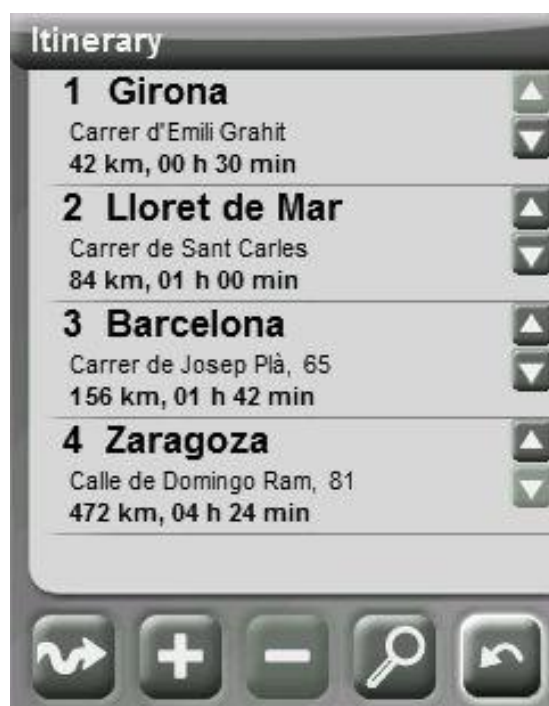 Itinerary
1 Girona
Carrer d'Emili Grahit
42 km, 00 h 30 min
2 Lloret de Mar
Carrer de Sant Carles
84 km, 01 h 00 min
3 Barcelona
Carrer de Josep Plà, 65
156 km, 01 h 42 min
4 Zaragoza
Calle de Domingo Ram, 81
472 km, 04 h 24 min